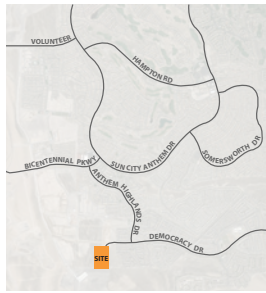 VOLUNTEER
HAMPTON RD
SUN CITY ANTHEM DR
SOMERSWORTH DR
BICENTENNIAL PKWY
ANTHEM HIGHLANDS DR
DEMOCRACY DR
SITE